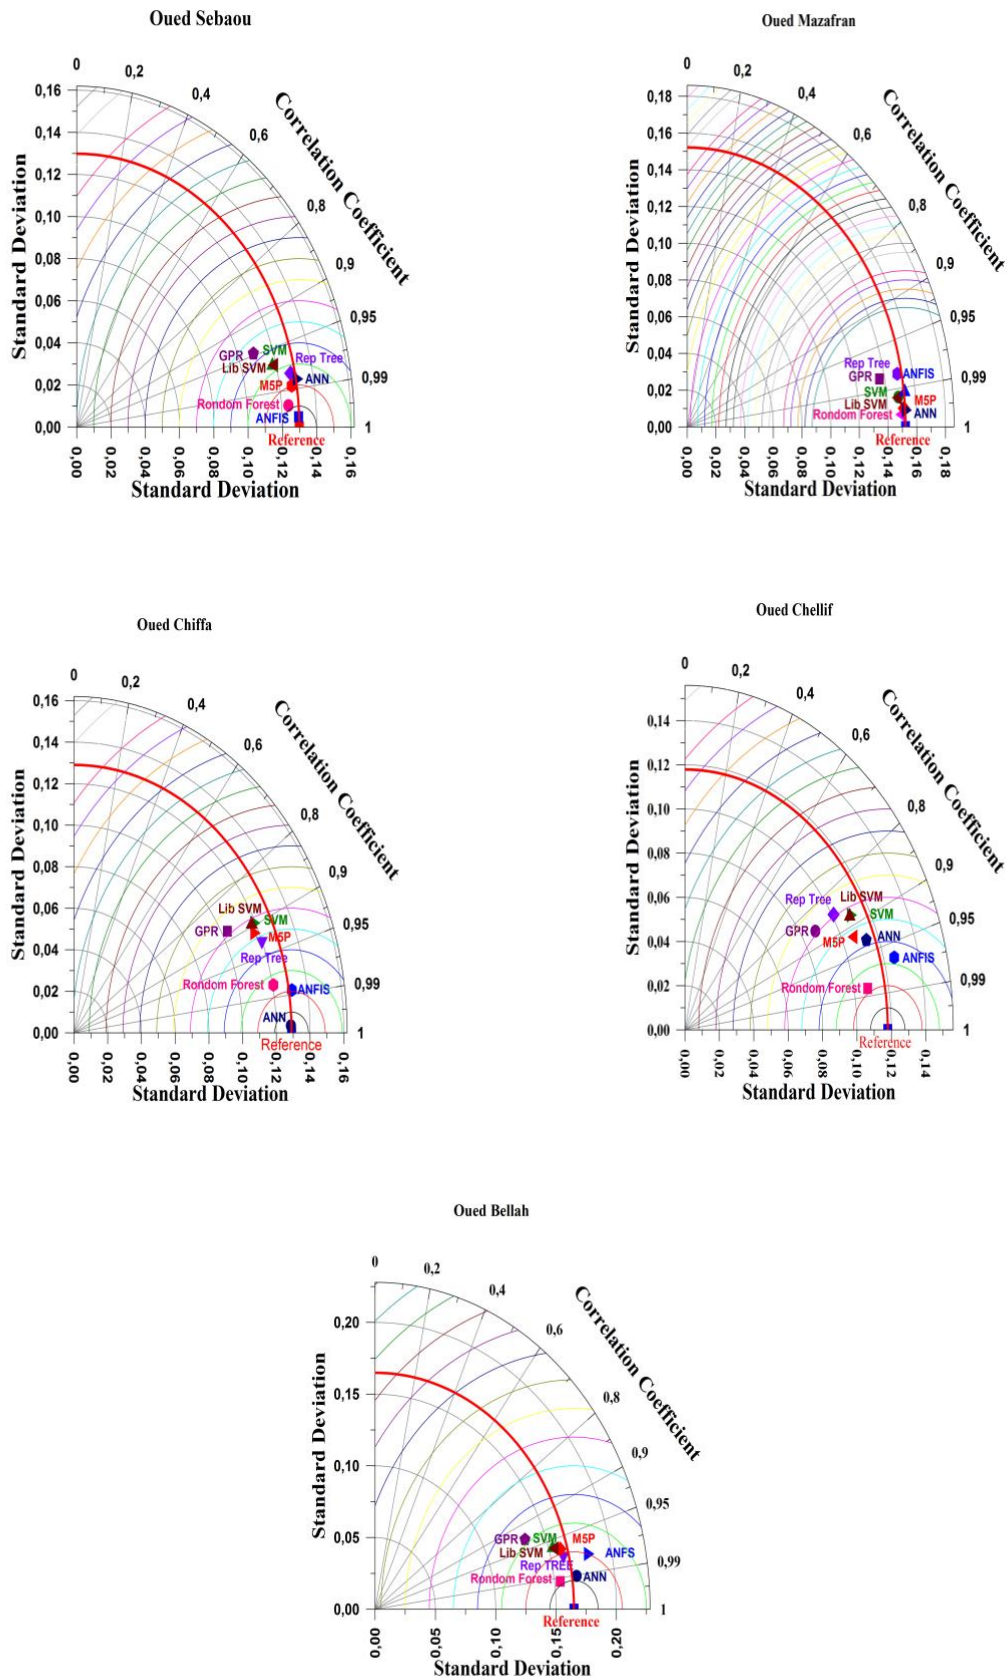 Oued Sebaou
0
0,2
0,4
0,6
0,8
0,9
0,95
0,99
1
Correlation Coefficient
Standard Deviation
0,16
0,14
0,12
0,10
0,08
0,06
0,04
0,02
0,00
GPR
SVM
Lib SVM
Rep Tree
ANN
M5P
Rondom Forest
ANFIS
Reference
0,00
0,02
0,04
0,06
0,08
0,10
0,12
0,14
0,16
Standard Deviation
Oued Mazafran
0
0,2
0,4
0,6
0,8
0,9
0,95
0,99
1
Correlation Coefficient
Standard Deviation
0,18
0,16
0,14
0,12
0,10
0,08
0,06
0,04
0,02
0,00
Rep Tree
GPR
ANFIS
SVM
Lib SVM
M5P
Rondom Forest
ANN
Reference
0,00
0,02
0,04
0,06
0,08
0,10
0,12
0,14
0,16
0,18
Standard Deviation
Oued Chiffa
0
0,2
0,4
0,6
0,8
0,9
0,95
0,99
1
Correlation Coefficient
Standard Deviation
0,16
0,14
0,12
0,10
0,08
0,06
0,04
0,02
0,00
Lib SVM
SVM
GPR
M5P
Rep Tree
Rondom Forest
ANFIS
ANN
Reference
0,00
0,02
0,04
0,06
0,08
0,10
0,12
0,14
0,16
Standard Deviation
Oued Chellif
0
0,2
0,4
0,6
0,8
0,9
0,95
0,99
1
Correlation Coefficient
Standard Deviation
0,14
0,12
0,10
0,08
0,06
0,04
0,02
0,00
Rep Tree
Lib SVM
SVM
GPR
M5P
ANN
ANFIS
Rondom Forest
Reference
0,00
0,02
0,04
0,06
0,08
0,10
0,12
0,14
Standard Deviation
Oued Bellah
0
0,2
0,4
0,6
0,8
0,9
0,95
0,99
1
Correlation Coefficient
Standard Deviation
0,20
0,15
0,10
0,05
0,00
GPR
SVM
M5P
Lib SVM
ANFS
Rep TREE
Rondom Forest
ANN
Reference
0,00
0,05
0,10
0,15
0,20
Standard Deviation